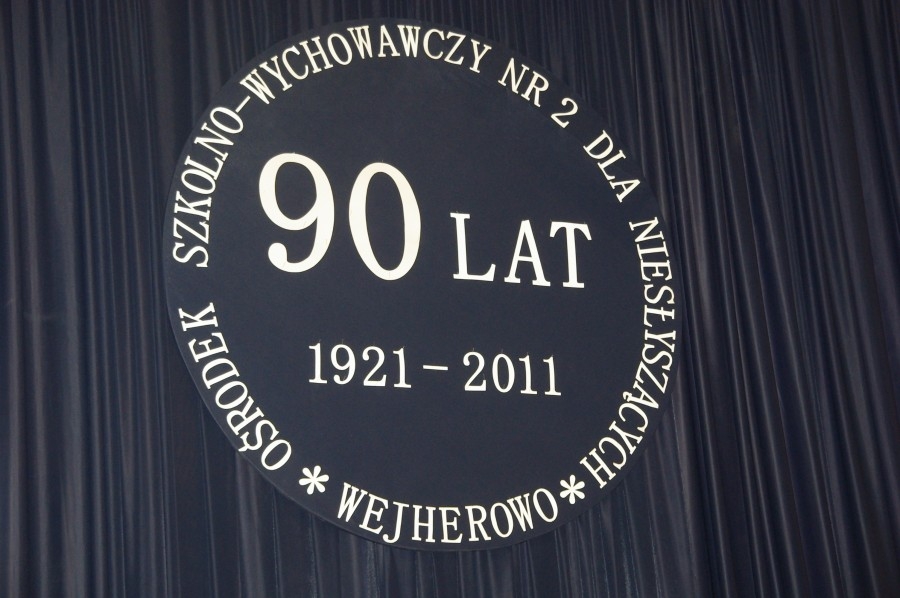 OŚRODEK SZKOLNO-WYCHOWAWCZY NR 2 DLA NIESŁYSZĄCYCH
* WEJHEROWO *
90 LAT
1921-2011